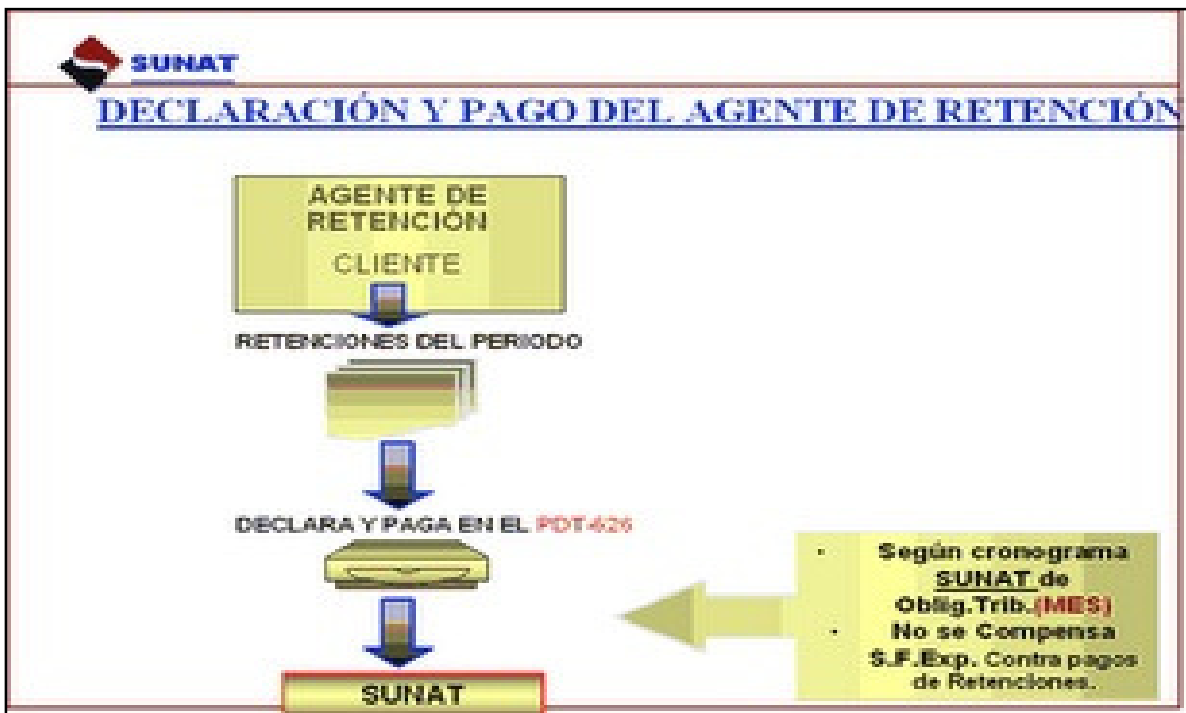 SUNAT
DECLARACIÓN Y PAGO DEL AGENTE DE RETENCIÓN
AGENTE DE
RETENCIÓN
CLIENTE
RETENCIONES DEL PERIODO
DECLARA Y PAGA EN EL PDT-626
SUNAT
· Según cronograma
SUNAT de
Oblig.Trib.(MES)
· No se Compensa
S.F.Exp. Contra pagos
de Retenciones.